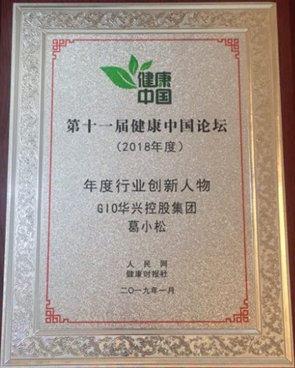 健康
中国
第十一届健康中国论坛
(2018年度)
年度行业创新人物
GIO华兴控股集团
葛小松
人民网
健康时报社
二〇一九年一月